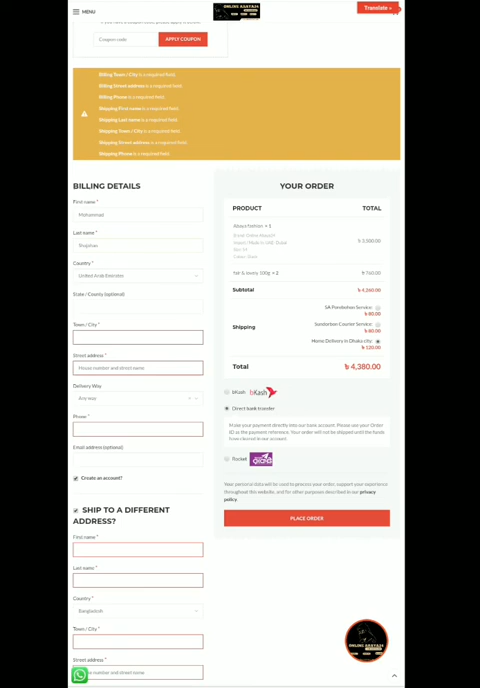 MENU
ONLINE ABAYA24
Translate »
Coupon code
APPLY COUPON
Billing Town / City is a required field.
Billing Street address is a required field.
Billing Phone is a required field.
Shipping First name is a required field.
Shipping Last name is a required field.
Shipping Town / City is a required field.
Shipping Street address is a required field.
Shipping Phone is a required field.
BILLING DETAILS
First name *
Mohammad
Last name *
Country *
United Arab Emirates
State / County (optional)
Town / City *
Street address *
House number and street name
Delivery Way
Any way
Phone *
Email address (optional)
Create an account?
SHIP TO A DIFFERENT
ADDRESS?
First name *
Last name *
Country *
Bangladesh
Town / City *
Street address *
number and street name
YOUR ORDER
PRODUCT TOTAL
Abaya fashion × 1
৳ 3,500.00
fair & lovely 100g × 2
৳ 760.00
Subtotal
৳ 4,260.00
Shipping
SA Poribohon Service:
৳ 80.00
Sundorban Courier Service:
৳ 80.00
Home Delivery in Dhaka city:
৳ 120.00
Total
৳ 4,380.00
bKash bKash
Direct bank transfer
Make your payment directly into our bank account. Please use your Order
ID as the payment reference. Your order will not be shipped until the funds
have cleared in our account.
Rocket
Your personal data will be used to process your order, support your experience
throughout this website, and for other purposes described in our privacy
policy.
PLACE ORDER
ONLINE ABAYA24